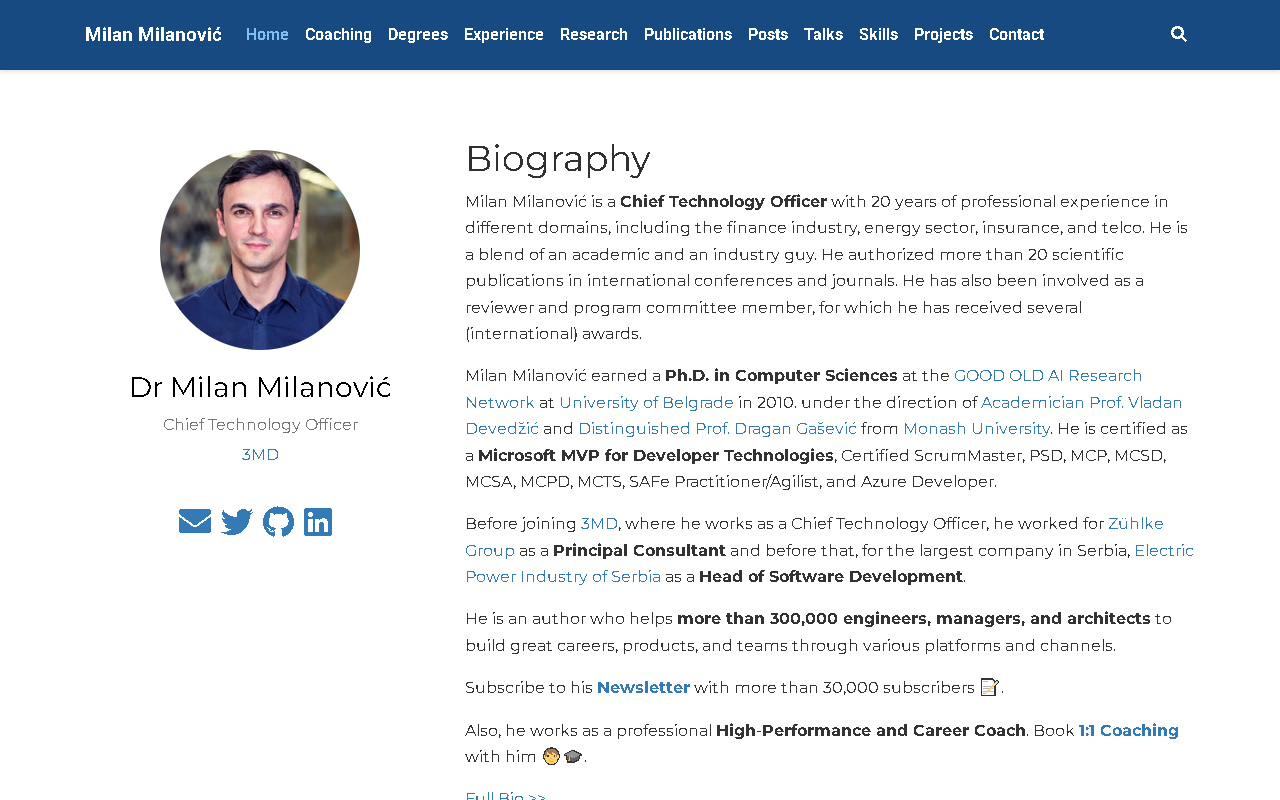 Milan Milanović Home Coaching Degrees Experience Research Publications Posts Talks Skills Projects Contact
Dr Milan Milanović
Chief Technology Officer
3MD
Biography
Milan Milanović is a Chief Technology Officer with 20 years of professional experience in
different domains, including the finance industry, energy sector, insurance, and telco. He is
a blend of an academic and an industry guy. He authorized more than 20 scientific
publications in international conferences and journals. He has also been involved as a
reviewer and program committee member, for which he has received several
(international) awards.
Milan Milanović earned a Ph.D. in Computer Sciences at the GOOD OLD AI Research
Network at University of Belgrade in 2010. under the direction of Academician Prof. Vladan
Devedžić and Distinguished Prof. Dragan Gašević from Monash University. He is certified as
a Microsoft MVP for Developer Technologies, Certified ScrumMaster, PSD, MCP, MCSD,
MCSA, MCPD, MCTS, SAFe Practitioner/Agilist, and Azure Developer.
Before joining 3MD, where he works as a Chief Technology Officer, he worked for Zühlke
Group as a Principal Consultant and before that, for the largest company in Serbia, Electric
Power Industry of Serbia as a Head of Software Development.
He is an author who helps more than 300,000 engineers, managers, and architects to
build great careers, products, and teams through various platforms and channels.
Subscribe to his Newsletter with more than 30,000 subscribers 📝.
Also, he works as a professional High-Performance and Career Coach. Book 1:1 Coaching
with him 🧑‍🎓.
Full Bio >>